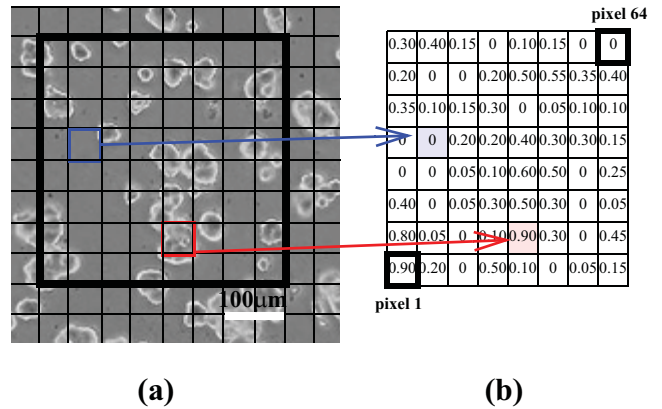 pixel 64
0.30 0.40 0.15 0 0.10 0.15 0 0
0.20 0 0 0.20 0.50 0.55 0.35 0.40
0.35 0.10 0.15 0.30 0 0.05 0.10 0.10
0 0 0.20 0.20 0.40 0.30 0.30 0.15
0 0 0.05 0.10 0.60 0.50 0 0.25
0.40 0 0.05 0.30 0.50 0.30 0 0.05
0.80 0.05 0 0.10 0.90 0.30 0 0.45
0.90 0.20 0 0.50 0.10 0 0.05 0.15
100μm
pixel 1
(a) (b)